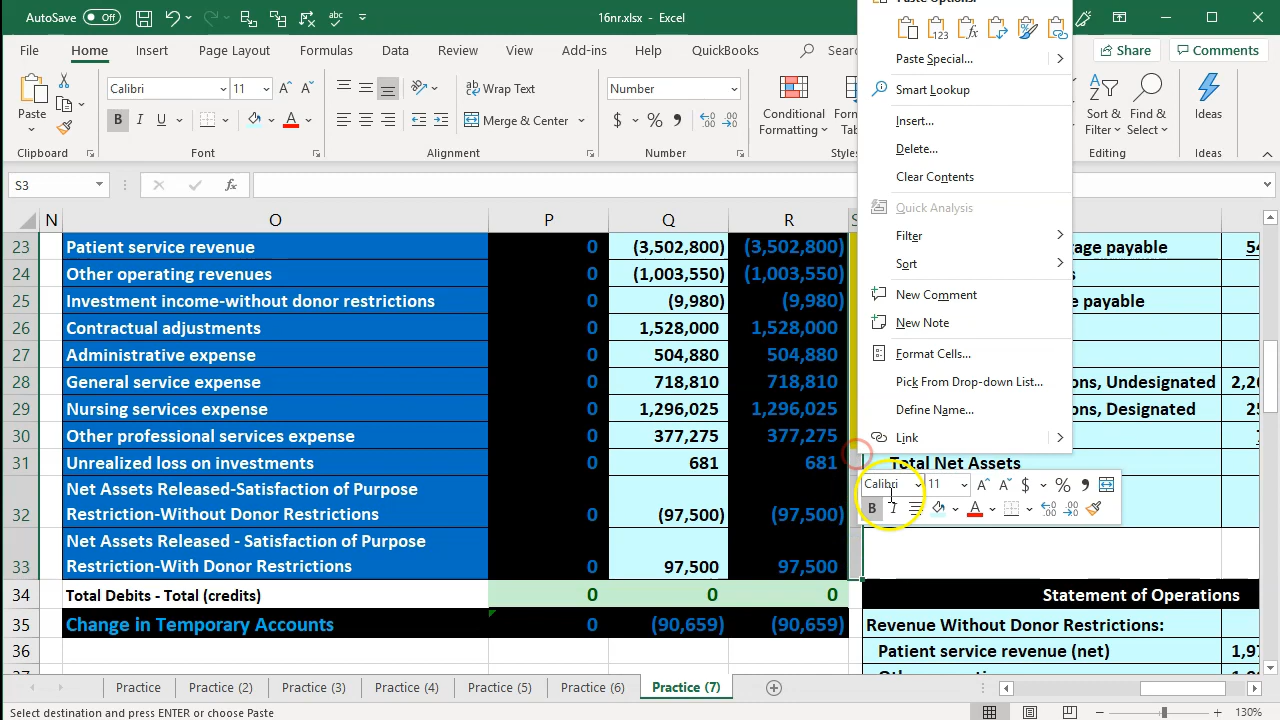 AutoSave Off 16nr.xlsx - Excel
File Home Insert Page Layout Formulas Data Review View Add-ins Help QuickBooks Share Comments
Paste Calibri 11 Wrap Text Number Conditional Sort & Find & Ideas
Merge & Center Formatting Filter Select
Clipboard Font Alignment Number Styles Editing Ideas
S3
N O P Q R
23 Patient service revenue 0 (3,502,800) (3,502,800)
24 Other operating revenues 0 (1,003,550) (1,003,550)
25 Investment income-without donor restrictions 0 (9,980) (9,980)
26 Contractual adjustments 0 1,528,000 1,528,000
27 Administrative expense 0 504,880 504,880
28 General service expense 0 718,810 718,810
29 Nursing services expense 0 1,296,025 1,296,025
30 Other professional services expense 0 377,275 377,275
31 Unrealized loss on investments 0 681 681
Net Assets Released-Satisfaction of Purpose
32 Restriction-Without Donor Restrictions 0 (97,500) (97,500)
Net Assets Released - Satisfaction of Purpose
33 Restriction-With Donor Restrictions 0 97,500 97,500
34 Total Debits - Total (credits) 0 0 0
35 Change in Temporary Accounts 0 (90,659) (90,659)
36
Paste Special...
Smart Lookup
Insert...
Delete...
Clear Contents
Quick Analysis
Filter
Sort
New Comment
New Note
Format Cells...
Pick From Drop-down List...
Define Name...
Link
Calibri 11
payable
payable
Undesignated
Designated
Total Net Assets
Statement of Operations
Revenue Without Donor Restrictions:
Patient service revenue (net)
Practice Practice (2) Practice (3) Practice (4) Practice (5) Practice (6) Practice (7)
Select destination and press ENTER or choose Paste 130%